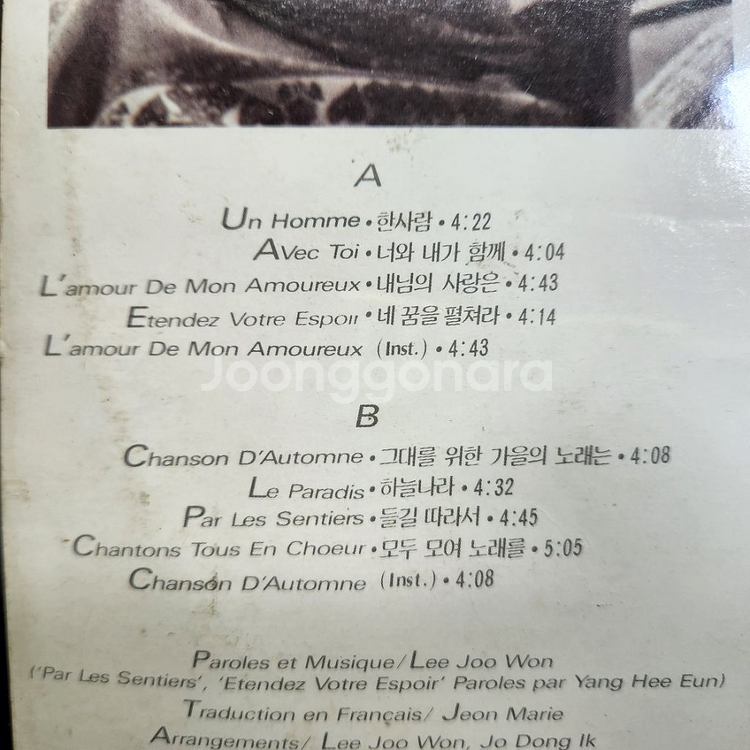 A
Un Homme • 한사람 • 4:22
Avec Toi • 너와 내가 함께 • 4:04
L'amour De Mon Amoureux • 내님의 사랑은 • 4:43
Etendez Votre Espoir • 네 꿈을 펼쳐라 • 4:14
L'amour De Mon Amoureux (Inst.) • 4:43
Joonggonara
B
Chanson D'Automne • 그대를 위한 가을의 노래는 • 4:08
Le Paradis • 하늘나라 • 4:32
Par Les Sentiers • 들길 따라서 • 4:45
Chantons Tous En Choeur • 모두 모여 노래를 • 5:05
Chanson D'Automne (Inst.) • 4:08
Paroles et Musique/Lee Joo Won
('Par Les Sentiers', 'Etendez Votre Espoir' Paroles par Yang Hee Eun)
Traduction en Français/ Jeon Marie
Arrangements/ Lee Joo Won, Jo Dong Ik